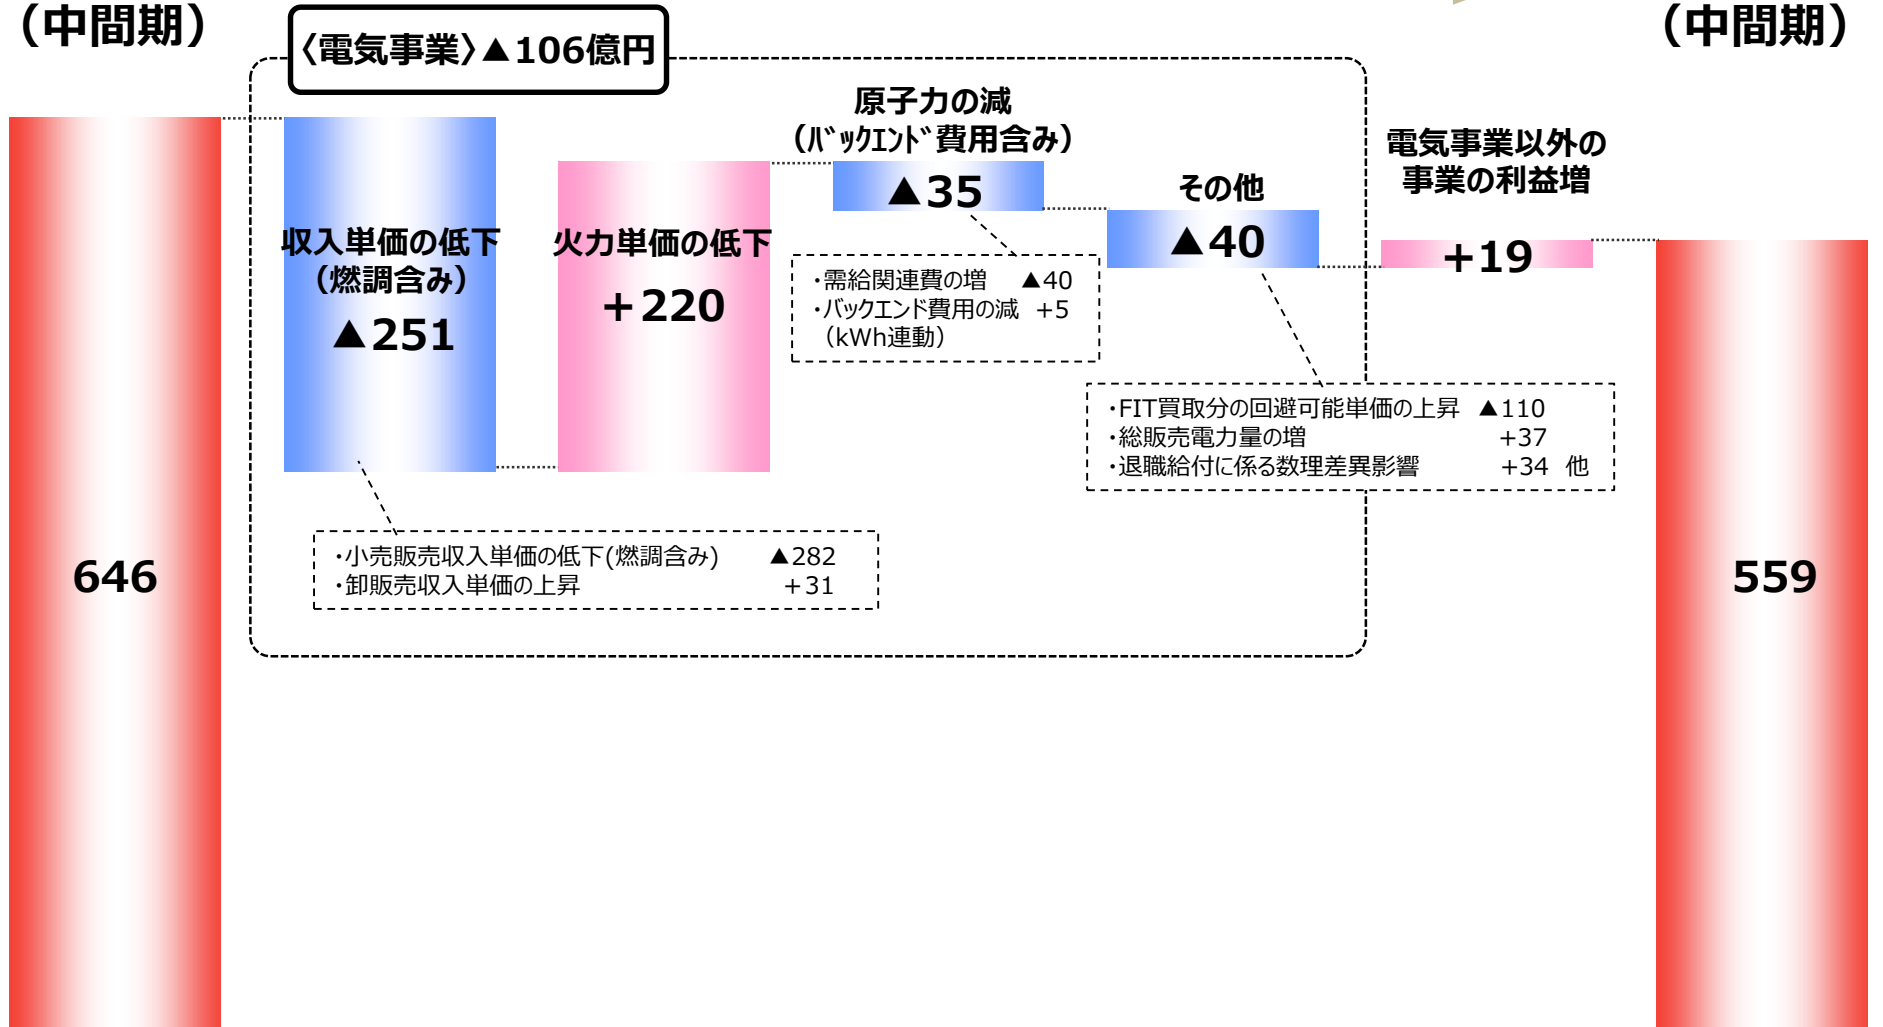 （中間期）
（中間期）
〈電気事業〉▲106億円
収入単価の低下
（燃調含み）
▲251
火力単価の低下
＋220
原子力の減
（ﾊﾞｯｸｴﾝﾄﾞ費用含み）
▲35
その他
▲40
電気事業以外の
事業の利益増
＋19
・需給関連費の増 ▲40
・バックエンド費用の減 +5
（kWh連動）
・FIT買取分の回避可能単価の上昇 ▲110
・総販売電力量の増 +37
・退職給付に係る数理差異影響 +34 他
・小売販売収入単価の低下(燃調含み) ▲282
・卸販売収入単価の上昇 ＋31
646
559